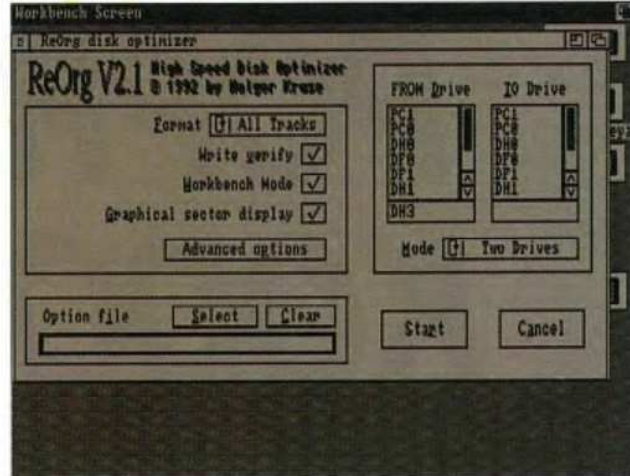 Workbench Screen
ReOrg disk optimizer
ReOrg V2.1 High Speed Disk Optimizer
© 1992 by Holger Kruse
Format All Tracks
Write verify
Workbench Mode
Graphical sector display
Advanced options
FROM Drive
PC1
PC0
DH0
DF0
DF1
DH1
DH3
TO Drive
PC1
PC0
DH0
DF0
DF1
DH1
Mode Two Drives
Option file Select Clear
Start Cancel